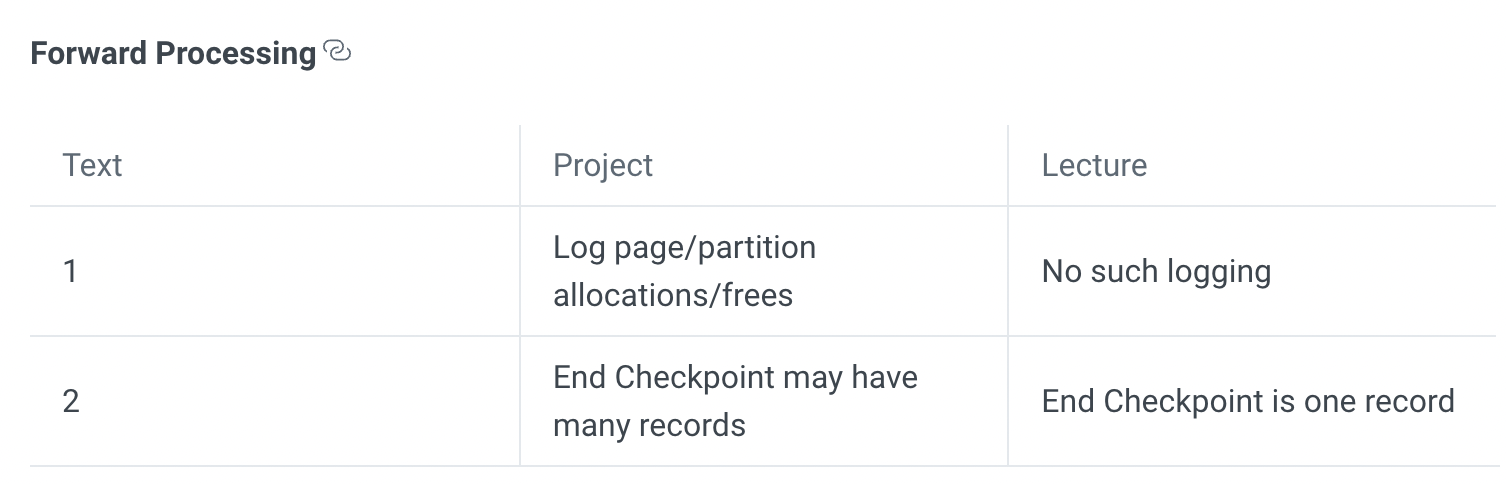 Forward Processing
Text Project Lecture
1 Log page/partition allocations/frees No such logging
2 End Checkpoint may have many records End Checkpoint is one record